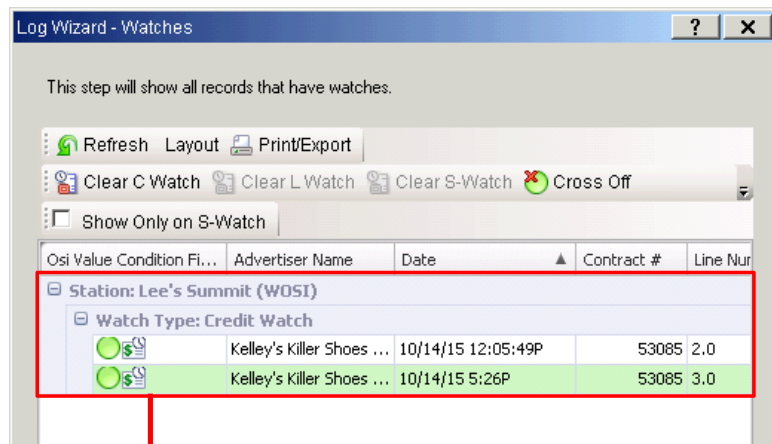 Log Wizard - Watches ? X
This step will show all records that have watches.
Refresh Layout Print/Export
Clear C Watch Clear L Watch Clear S-Watch Cross Off
Show Only on S-Watch
Osi Value Condition Fi... Advertiser Name Date Contract # Line Nur
Station: Lee's Summit (WOSI)
Watch Type: Credit Watch
Kelley's Killer Shoes ... 10/14/15 12:05:49P 53085 2.0
Kelley's Killer Shoes ... 10/14/15 5:26P 53085 3.0